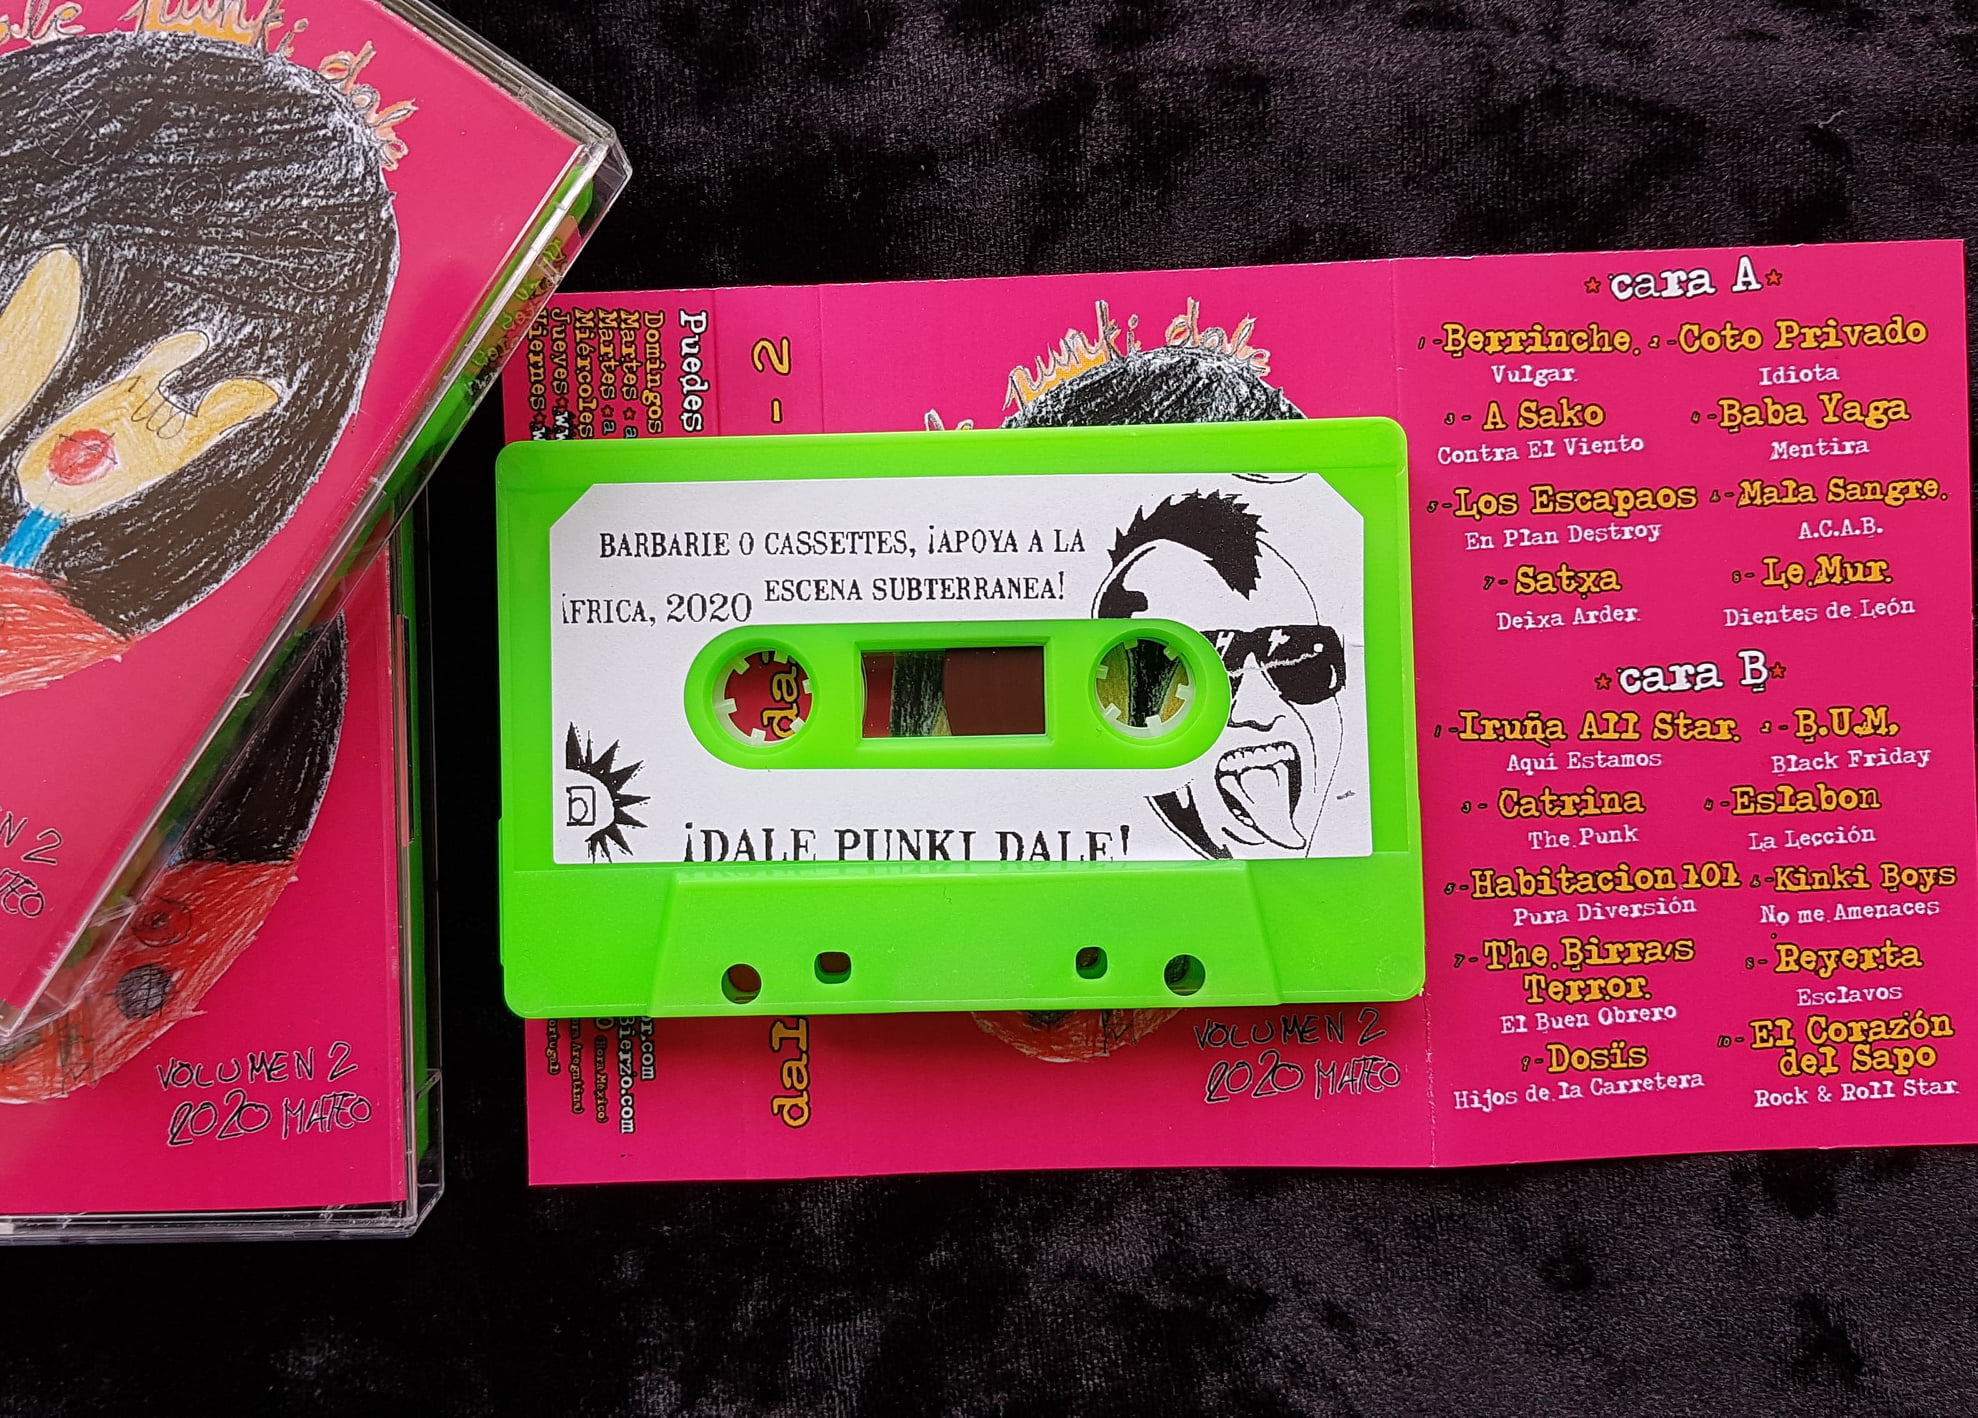 punki dale
VOLUMEN 2
2020 MATEO
N 2
Puedes
Domingos
Martes
Martes
Miércoles
Jueves
Viernes
- 2
punki dale
BARBARIE O CASSETTES, ¡APOYA A LA
ESCENA SUBTERRANEA!
FRICA, 2020
¡DALE PUNKI DALE!
VOLUMEN 2
2020 MATEO
cara A
1-Berrinche. 2-Coto Privado
Vulgar. Idiota
3- A Sako 4-Baba Yaga
Contra El Viento Mentira
5-Los Escapaos 6-Mala Sangre.
En Plan Destroy A.C.A.B.
7-Satxa 8-Le.Mur.
Deixa Arder. Dientes de León
cara B
1-Iruña All Star. 2-B.U.M.
Aquí Estamos Black Friday
3-Catrina 4-Eslabon
The Punk La Lección
5-Habitacion 101 6-Kinki Boys
Pura Diversión No me Amenaces
7-The Birra's 8-Reyerta
Terror. Esclavos
El Buen Obrero 10-El Corazón
9-Dosïs del Sapo
Hijos de la Carretera Rock & Roll Star.